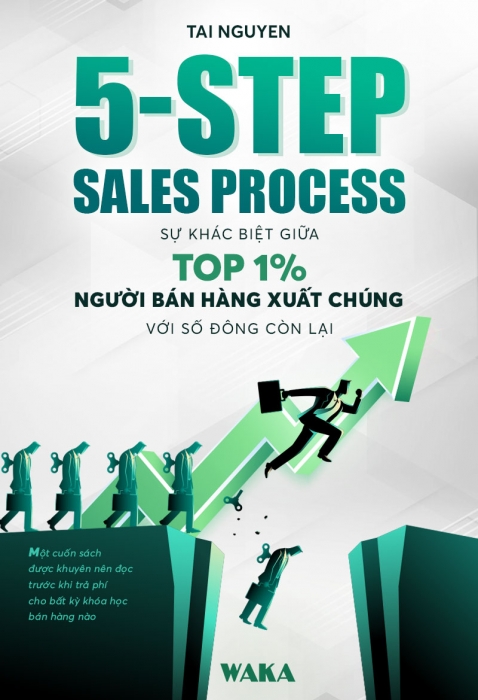 TAI NGUYEN
5-STEP
SALES PROCESS
SỰ KHÁC BIỆT GIỮA
TOP 1%
NGƯỜI BÁN HÀNG XUẤT CHÚNG
VỚI SỐ ĐÔNG CÒN LẠI
Một cuốn sách
được khuyên nên đọc
trước khi trả phí
cho bất kỳ khóa học
bán hàng nào
WAKA